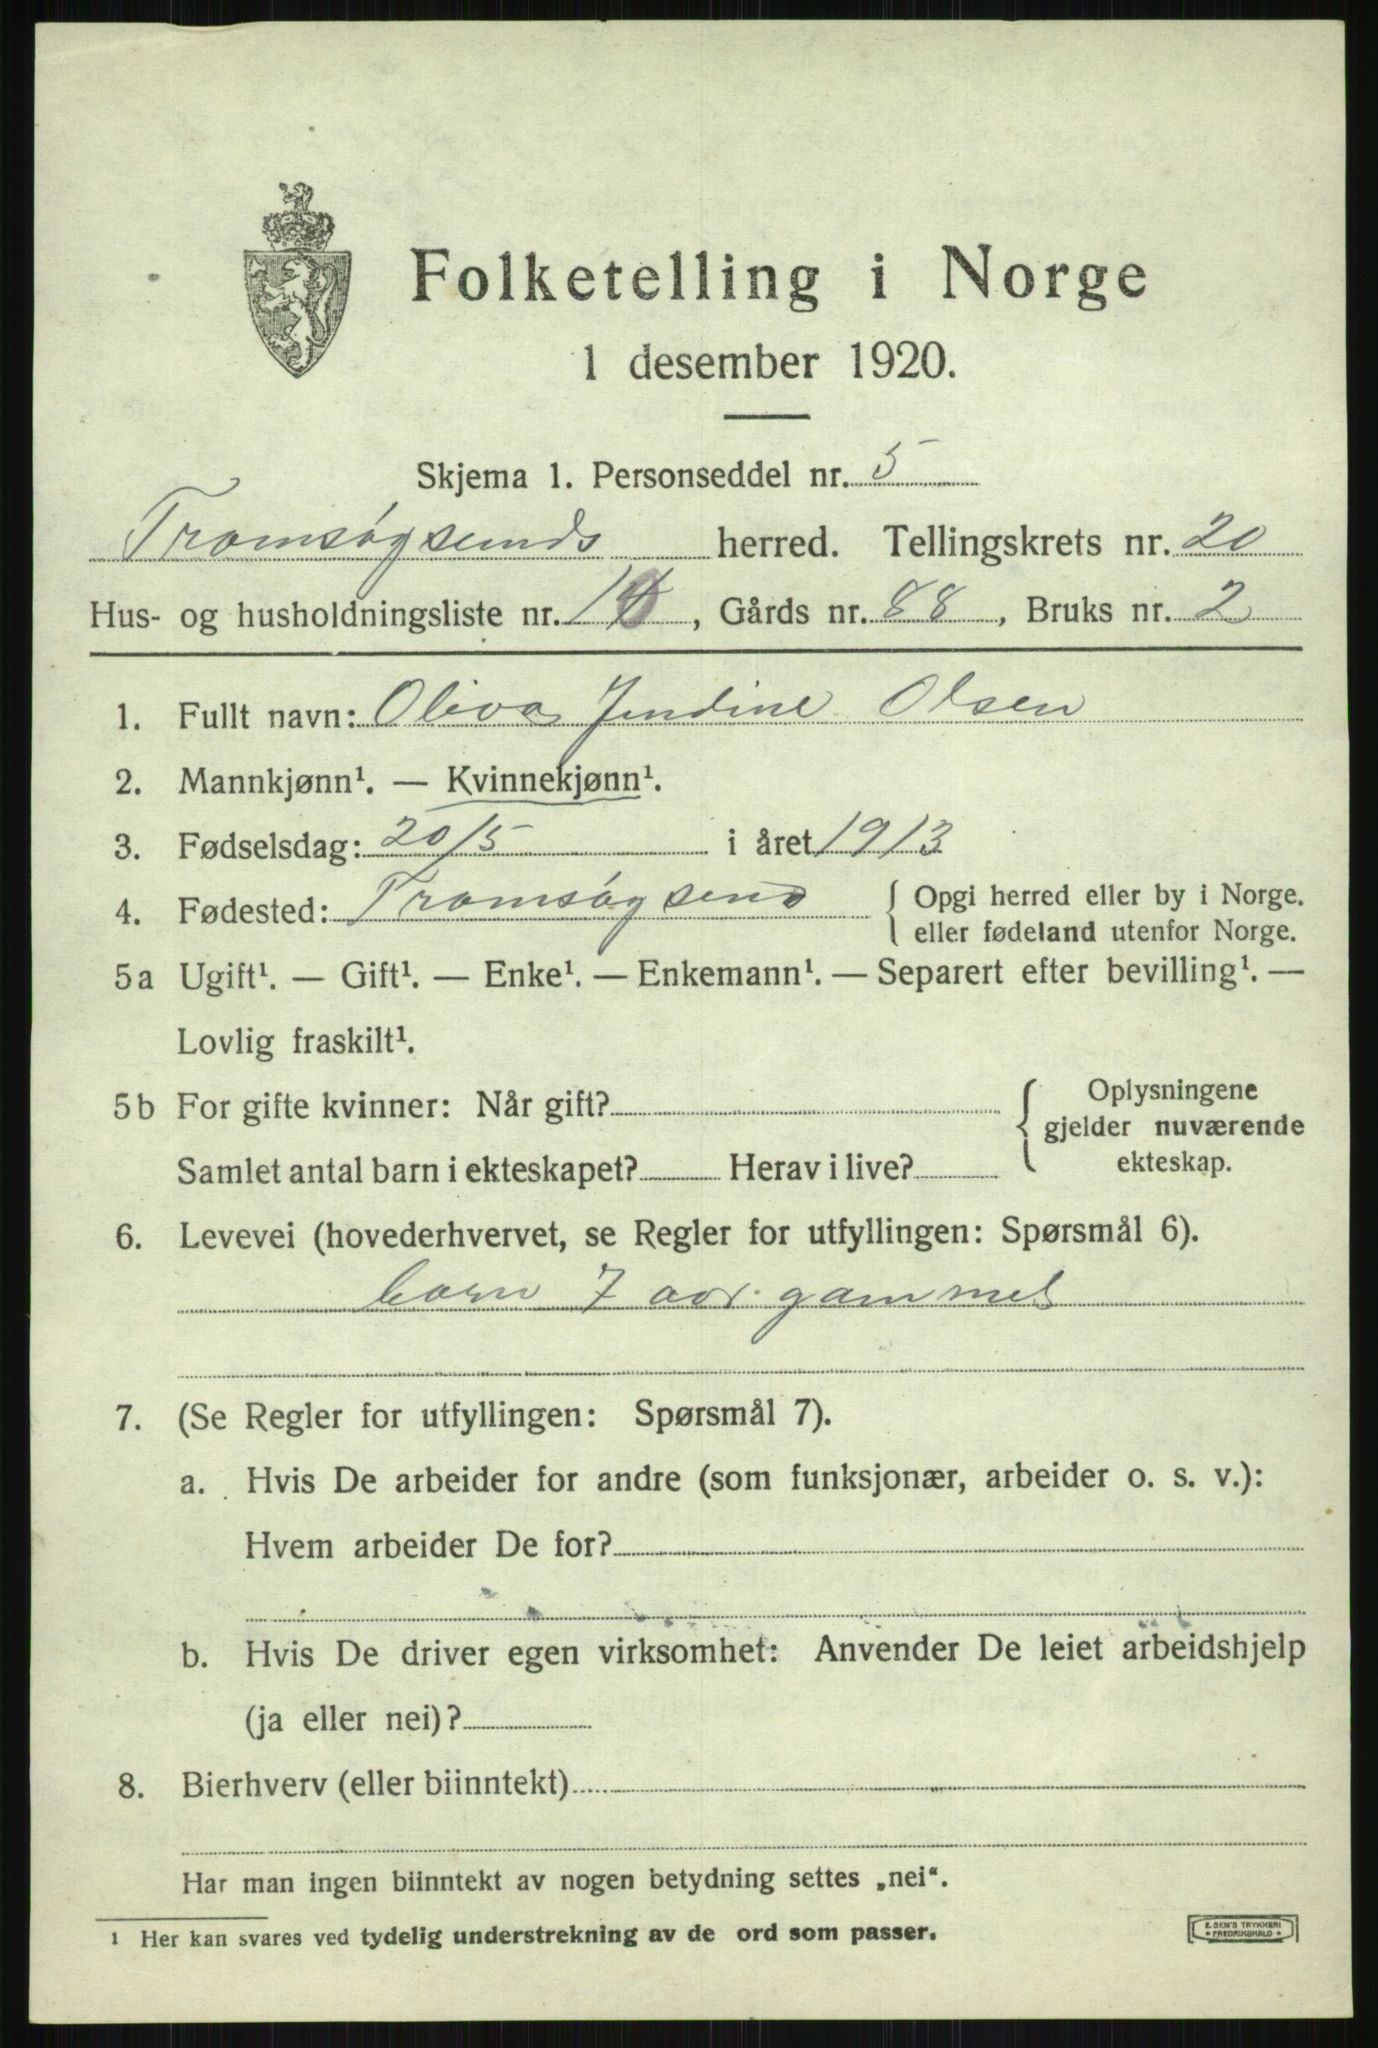 Folketelling i Norge
1 desember 1920.
Skjema 1. Personseddel nr. 5
Tromsøysunds herred. Tellingskrets nr. 20
Hus- og husholdningsliste nr. 10, Gårds nr. 88, Bruks nr. 2
1. Fullt navn: Oliva Jendine Olsen
2. Mannkjønn¹. — Kvinnekjønn¹.
3. Fødselsdag: 20/5 i året 1913
4. Fødested: Tromsøysund { Opgi herred eller by i Norge.
eller fødeland utenfor Norge.
5a Ugift¹. — Gift¹. — Enke¹. — Enkemann¹. — Separert efter bevilling¹. —
Lovlig fraskilt¹.
5b For gifte kvinner: Når gift? { Oplysningene
gjelder nuværende
Samlet antal barn i ekteskapet? Herav i live? ekteskap.
6. Levevei (hovederhvervet, se Regler for utfyllingen: Spørsmål 6).
barn 7 aar gammel
7. (Se Regler for utfyllingen: Spørsmål 7).
a. Hvis De arbeider for andre (som funksjonær, arbeider o. s. v.):
Hvem arbeider De for?
b. Hvis De driver egen virksomhet: Anvender De leiet arbeidshjelp
(ja eller nei)?
8. Bierhverv (eller biinntekt)
Har man ingen biinntekt av nogen betydning settes „nei“.
¹ Her kan svares ved tydelig understrekning av de ord som passer.
E. SEM'S TRYKKERI
* FREDRIKSHALD *